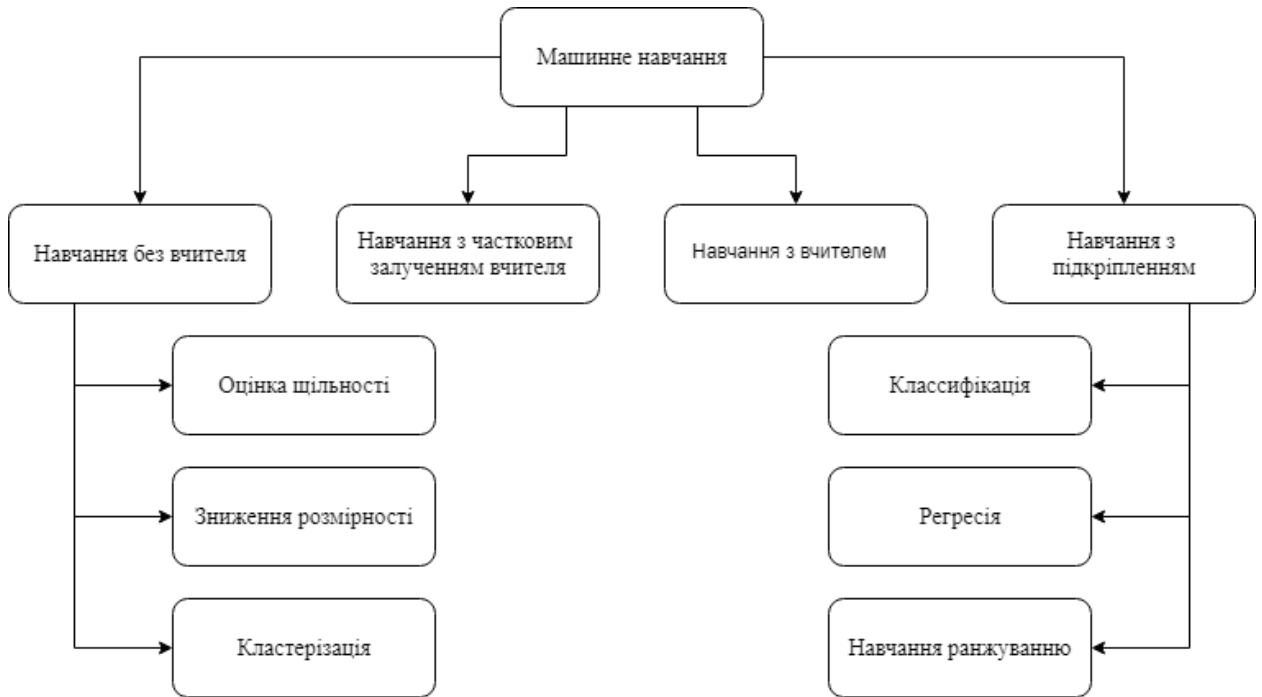 Машинне навчання
Навчання без вчителя
Навчання з частковим
залученням вчителя
Навчання з вчителем
Навчання з
підкріпленням
Оцінка щільності
Классифікація
Зниження розмірності
Регресія
Кластерізація
Навчання ранжуванню